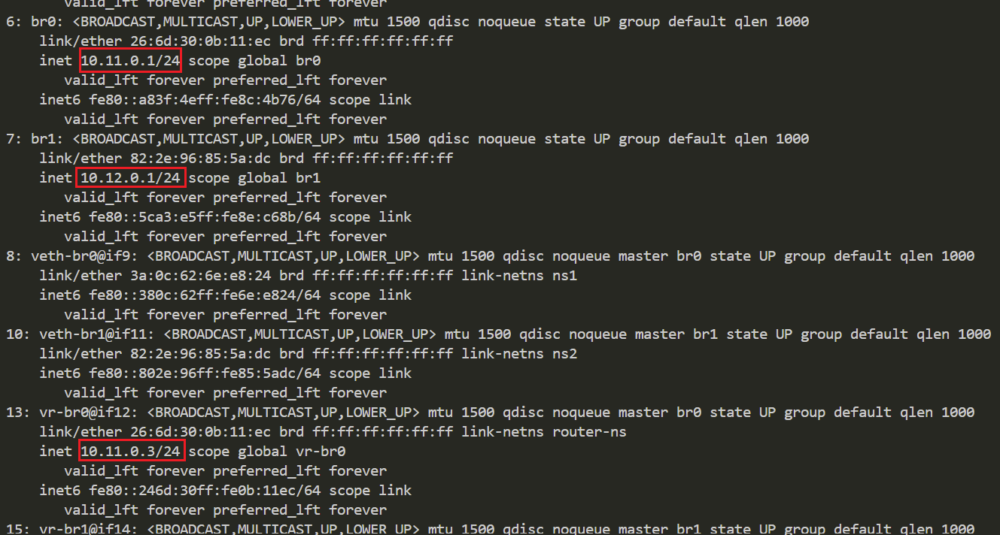 valid_lft forever preferred_lft forever
6: br0: <BROADCAST,MULTICAST,UP,LOWER_UP> mtu 1500 qdisc noqueue state UP group default qlen 1000
link/ether 26:6d:30:0b:11:ec brd ff:ff:ff:ff:ff:ff
inet 10.11.0.1/24 scope global br0
valid_lft forever preferred_lft forever
inet6 fe80::a83f:4eff:fe8c:4b76/64 scope link
valid_lft forever preferred_lft forever
7: br1: <BROADCAST,MULTICAST,UP,LOWER_UP> mtu 1500 qdisc noqueue state UP group default qlen 1000
link/ether 82:2e:96:85:5a:dc brd ff:ff:ff:ff:ff:ff
inet 10.12.0.1/24 scope global br1
valid_lft forever preferred_lft forever
inet6 fe80::5ca3:e5ff:fe8e:c68b/64 scope link
valid_lft forever preferred_lft forever
8: veth-br0@if9: <BROADCAST,MULTICAST,UP,LOWER_UP> mtu 1500 qdisc noqueue master br0 state UP group default qlen 1000
link/ether 3a:0c:62:6e:e8:24 brd ff:ff:ff:ff:ff:ff link-netns ns1
inet6 fe80::380c:62ff:fe6e:e824/64 scope link
valid_lft forever preferred_lft forever
10: veth-br1@if11: <BROADCAST,MULTICAST,UP,LOWER_UP> mtu 1500 qdisc noqueue master br1 state UP group default qlen 1000
link/ether 82:2e:96:85:5a:dc brd ff:ff:ff:ff:ff:ff link-netns ns2
inet6 fe80::802e:96ff:fe85:5adc/64 scope link
valid_lft forever preferred_lft forever
13: vr-br0@if12: <BROADCAST,MULTICAST,UP,LOWER_UP> mtu 1500 qdisc noqueue master br0 state UP group default qlen 1000
link/ether 26:6d:30:0b:11:ec brd ff:ff:ff:ff:ff:ff link-netns router-ns
inet 10.11.0.3/24 scope global vr-br0
valid_lft forever preferred_lft forever
inet6 fe80::246d:30ff:fe0b:11ec/64 scope link
valid_lft forever preferred_lft forever
15: vr-br1@if14: <BROADCAST,MULTICAST,UP,LOWER_UP> mtu 1500 qdisc noqueue master br1 state UP group default qlen 1000